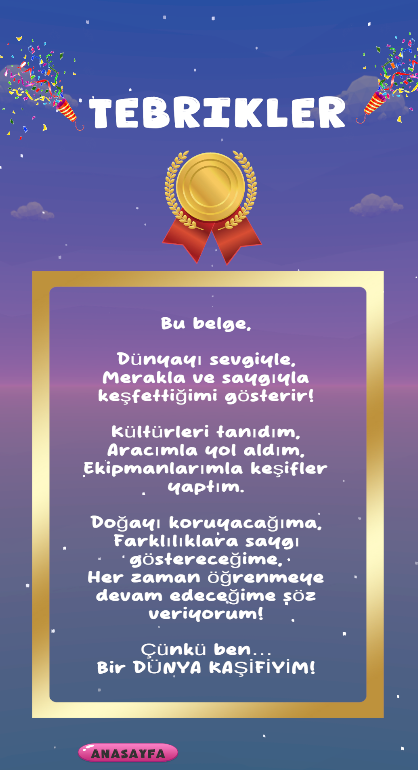 TEBRIKLER
Bu belge,
Dünyayı sevgiyle,
Merakla ve saygıyla
keşfettiğimi gösterir!
Kültürleri tanıdım,
Aracımla yol aldım,
Ekipmanlarımla keşifler
yaptım.
Doğayı koruyacağıma,
Farklılıklara saygı
göstereceğime,
Her zaman öğrenmeye
devam edeceğime söz
veriyorum!
Çünkü ben...
Bir DÜNYA KAŞİFİYİM!
ANASAYFA